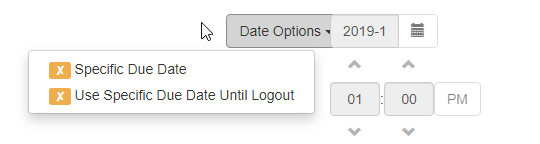 Date Options 2019-1
✘ Specific Due Date
✘ Use Specific Due Date Until Logout
01 : 00 PM